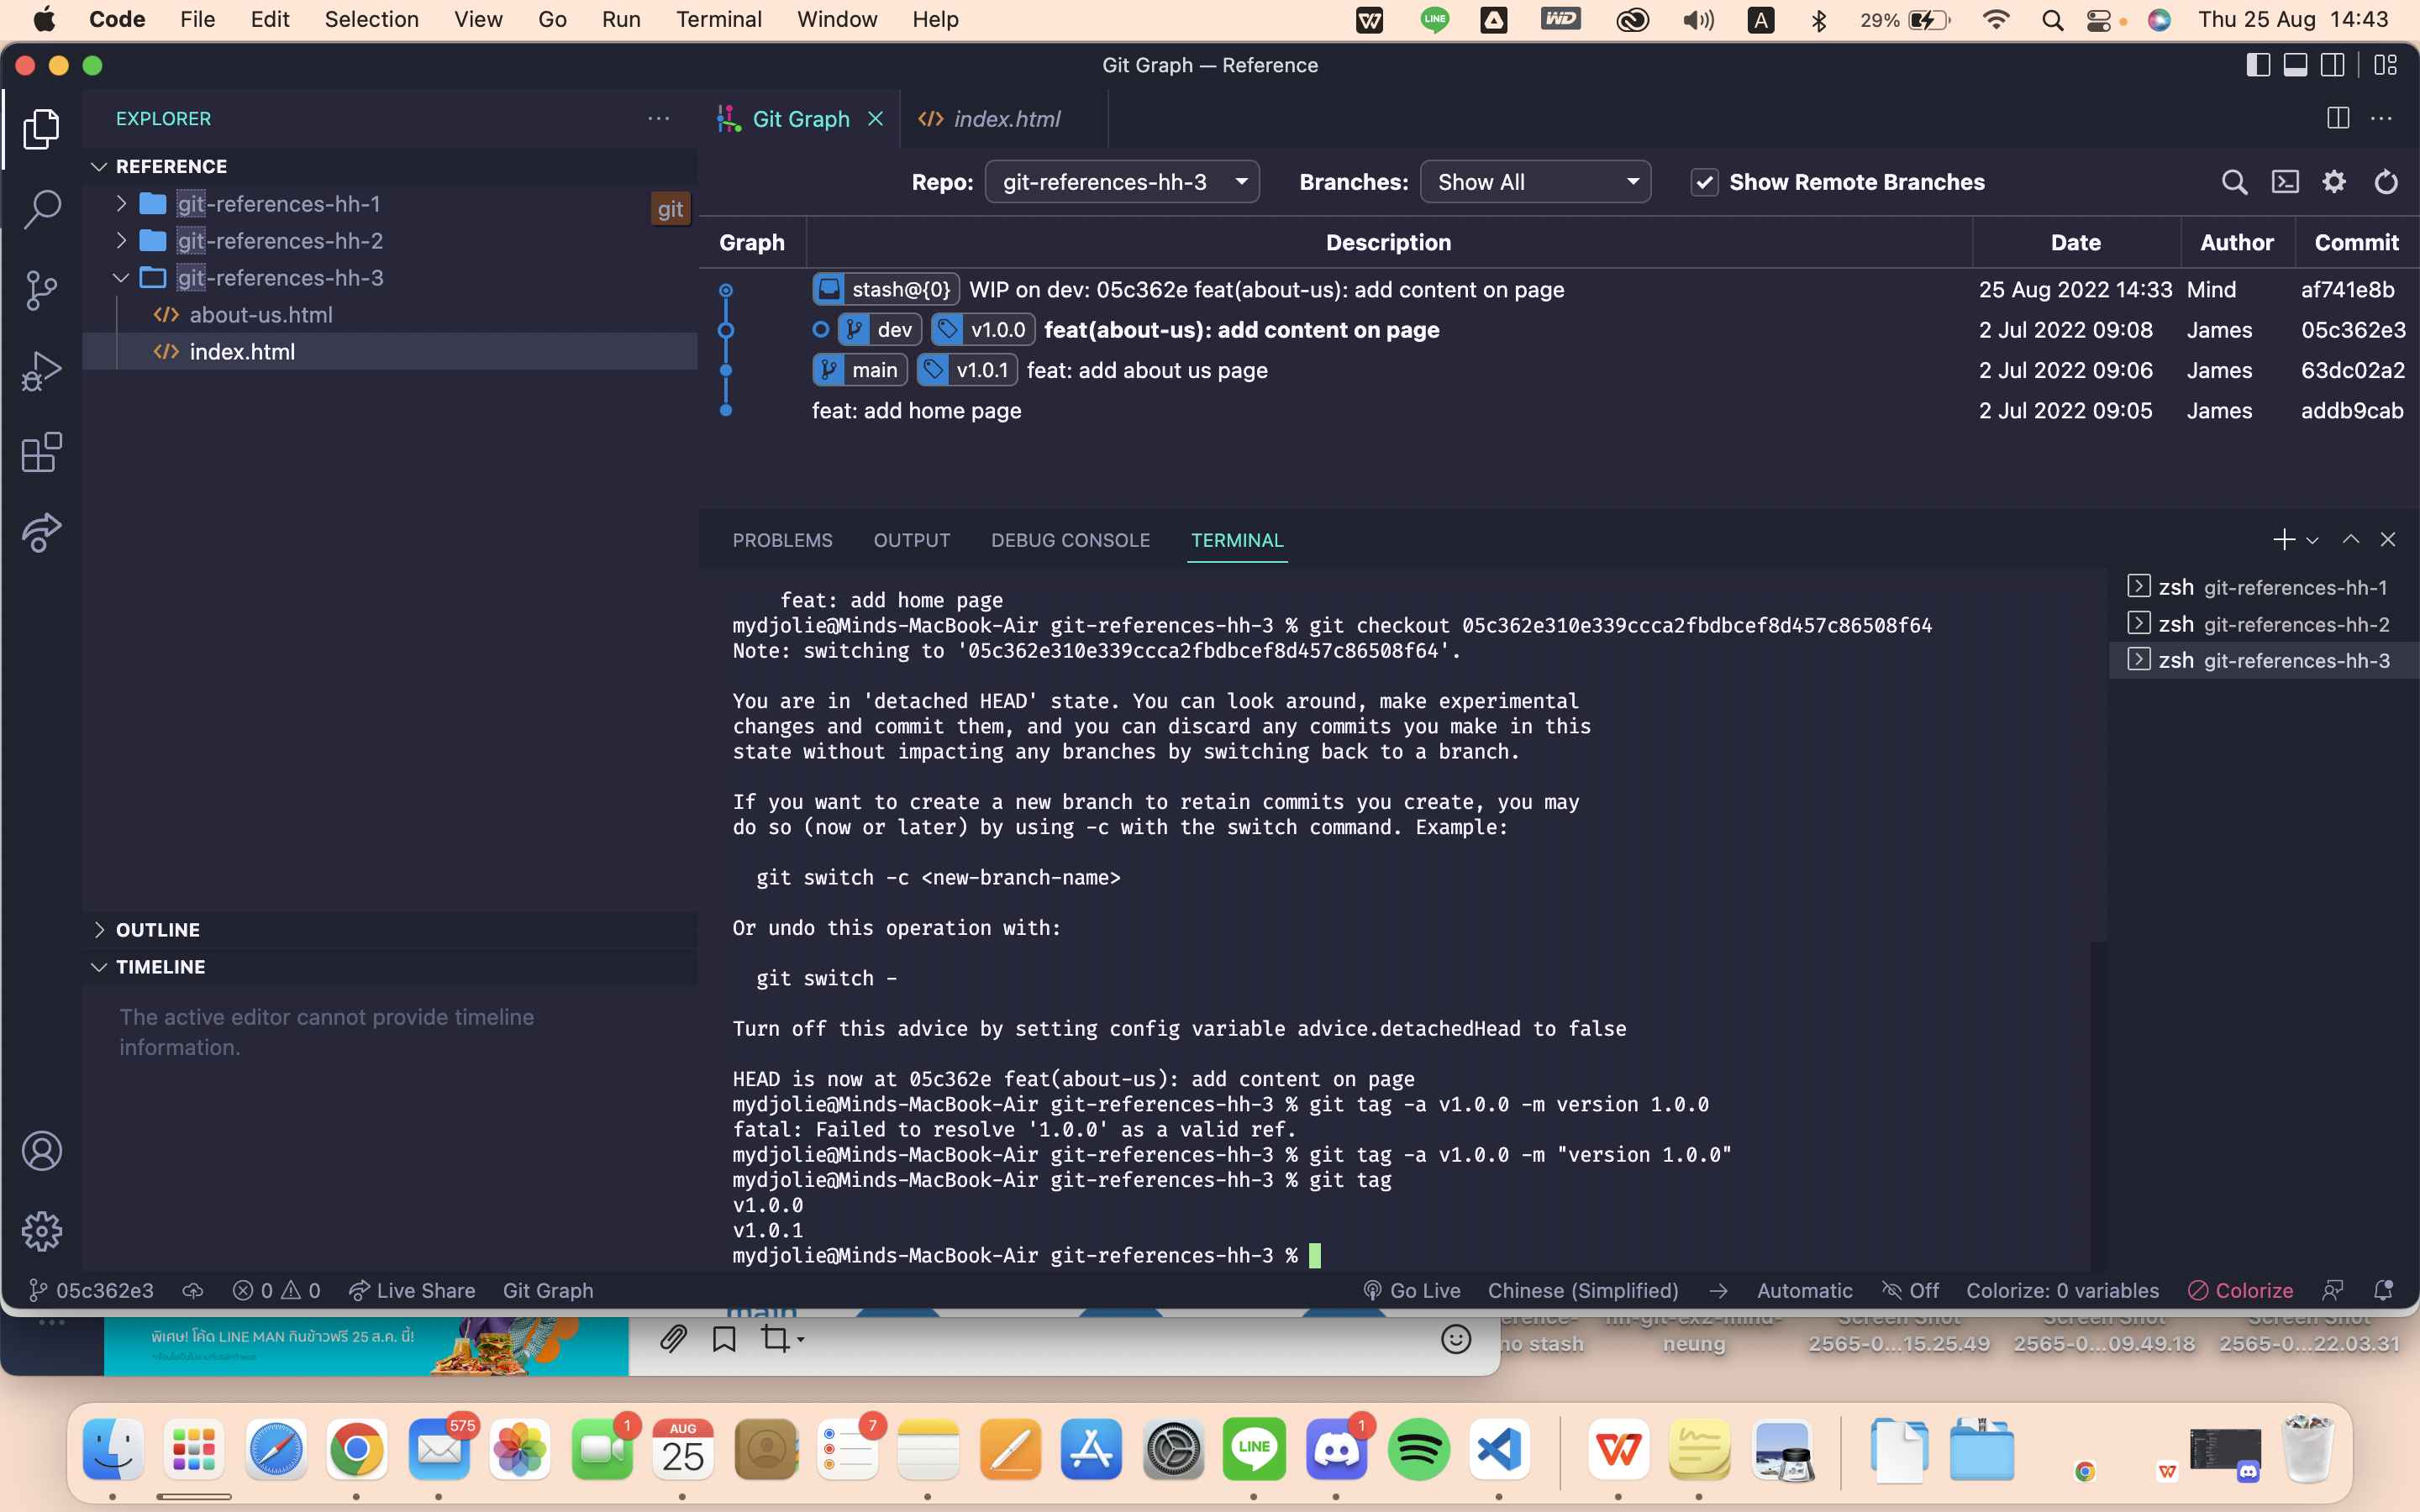 Code File Edit Selection View Go Run Terminal Window Help
LINE WD A 29% Thu 25 Aug 14:43
Git Graph — Reference
EXPLORER
Git Graph index.html
REFERENCE
git-references-hh-1
git
git-references-hh-2
git-references-hh-3
about-us.html
index.html
Repo: git-references-hh-3 Branches: Show All Show Remote Branches
Graph Description Date Author Commit
stash@{0} WIP on dev: 05c362e feat(about-us): add content on page 25 Aug 2022 14:33 Mind af741e8b
dev v1.0.0 feat(about-us): add content on page 2 Jul 2022 09:08 James 05c362e3
main v1.0.1 feat: add about us page 2 Jul 2022 09:06 James 63dc02a2
feat: add home page 2 Jul 2022 09:05 James addb9cab
PROBLEMS OUTPUT DEBUG CONSOLE TERMINAL
feat: add home page
mydjolie@Minds-MacBook-Air git-references-hh-3 % git checkout 05c362e310e339ccca2fbdbcef8d457c86508f64
Note: switching to '05c362e310e339ccca2fbdbcef8d457c86508f64'.
You are in 'detached HEAD' state. You can look around, make experimental
changes and commit them, and you can discard any commits you make in this
state without impacting any branches by switching back to a branch.
If you want to create a new branch to retain commits you create, you may
do so (now or later) by using -c with the switch command. Example:
git switch -c <new-branch-name>
Or undo this operation with:
git switch -
Turn off this advice by setting config variable advice.detachedHead to false
HEAD is now at 05c362e feat(about-us): add content on page
mydjolie@Minds-MacBook-Air git-references-hh-3 % git tag -a v1.0.0 -m version 1.0.0
fatal: Failed to resolve '1.0.0' as a valid ref.
mydjolie@Minds-MacBook-Air git-references-hh-3 % git tag -a v1.0.0 -m "version 1.0.0"
mydjolie@Minds-MacBook-Air git-references-hh-3 % git tag
v1.0.0
v1.0.1
mydjolie@Minds-MacBook-Air git-references-hh-3 %
zsh git-references-hh-1
zsh git-references-hh-2
zsh git-references-hh-3
OUTLINE
TIMELINE
The active editor cannot provide timeline
information.
05c362e3 0 0 Live Share Git Graph Go Live Chinese (Simplified) Automatic Off Colorize: 0 variables Colorize
main
พิเศษ! โค้ด LINE MAN กินข้าวฟรี 25 ส.ค. นี้!
no stash
neung
Screen Shot
2565-0...15.25.49
Screen Shot
2565-0...09.49.18
Screen Shot
2565-0...22.03.31
575 1 AUG 25 7 LINE 1